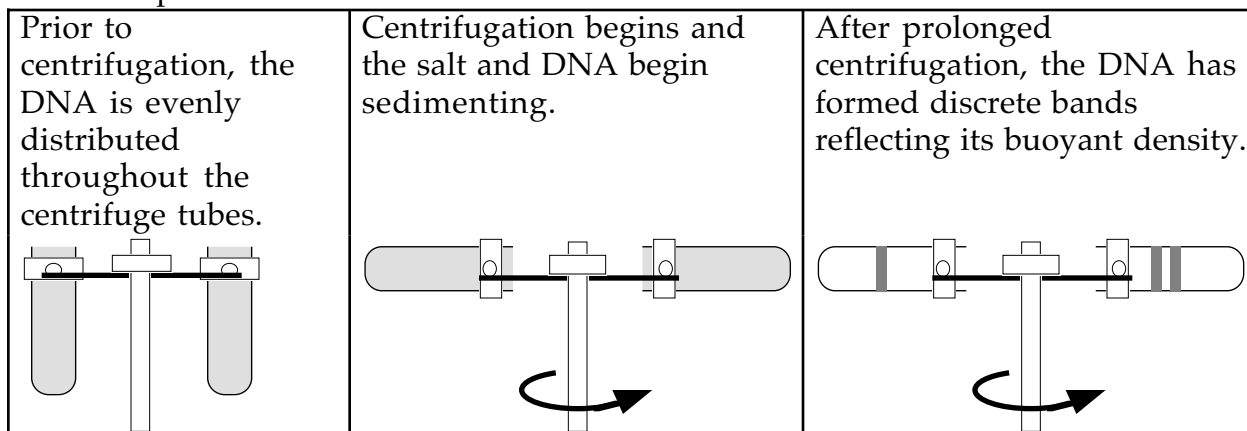 Prior to
centrifugation, the
DNA is evenly
distributed
throughout the
centrifuge tubes.
Centrifugation begins and
the salt and DNA begin
sedimenting.
After prolonged
centrifugation, the DNA has
formed discrete bands
reflecting its buoyant density.